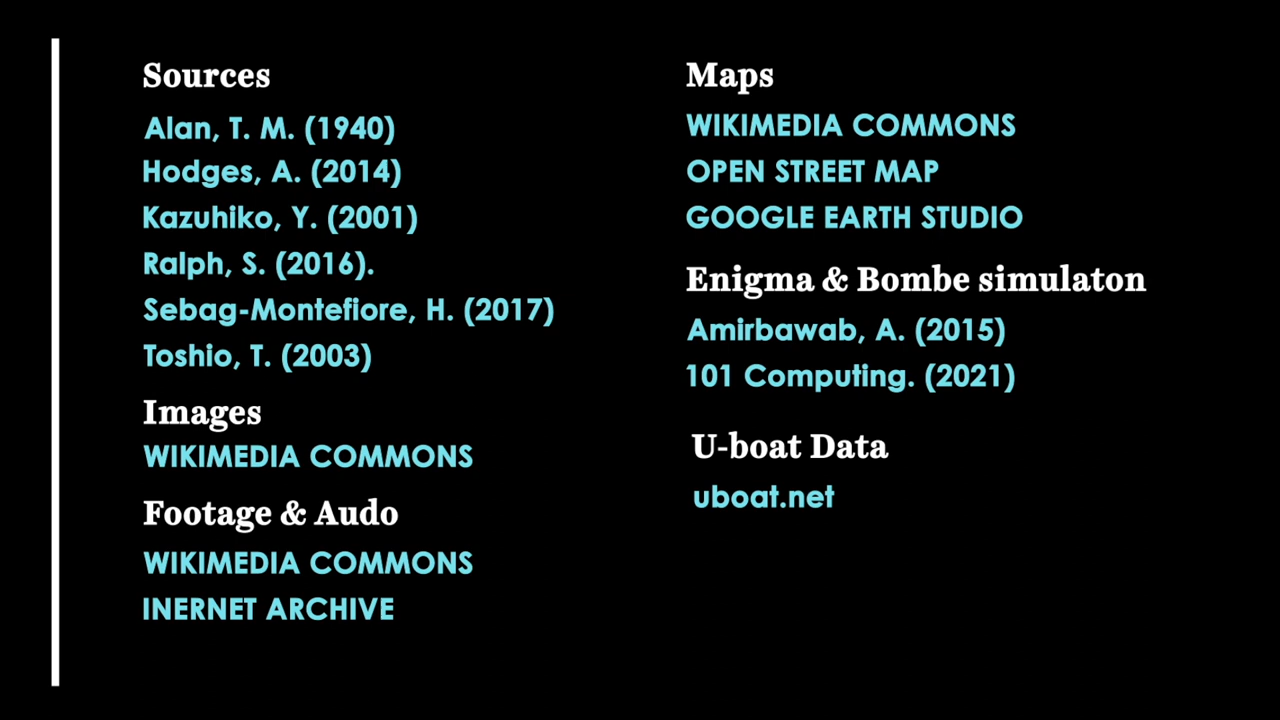 Sources
Alan, T. M. (1940)
Hodges, A. (2014)
Kazuhiko, Y. (2001)
Ralph, S. (2016).
Sebag-Montefiore, H. (2017)
Toshio, T. (2003)
Images
WIKIMEDIA COMMONS
Footage & Audo
WIKIMEDIA COMMONS
INERNET ARCHIVE
Maps
WIKIMEDIA COMMONS
OPEN STREET MAP
GOOGLE EARTH STUDIO
Enigma & Bombe simulaton
Amirbawab, A. (2015)
101 Computing. (2021)
U-boat Data
uboat.net